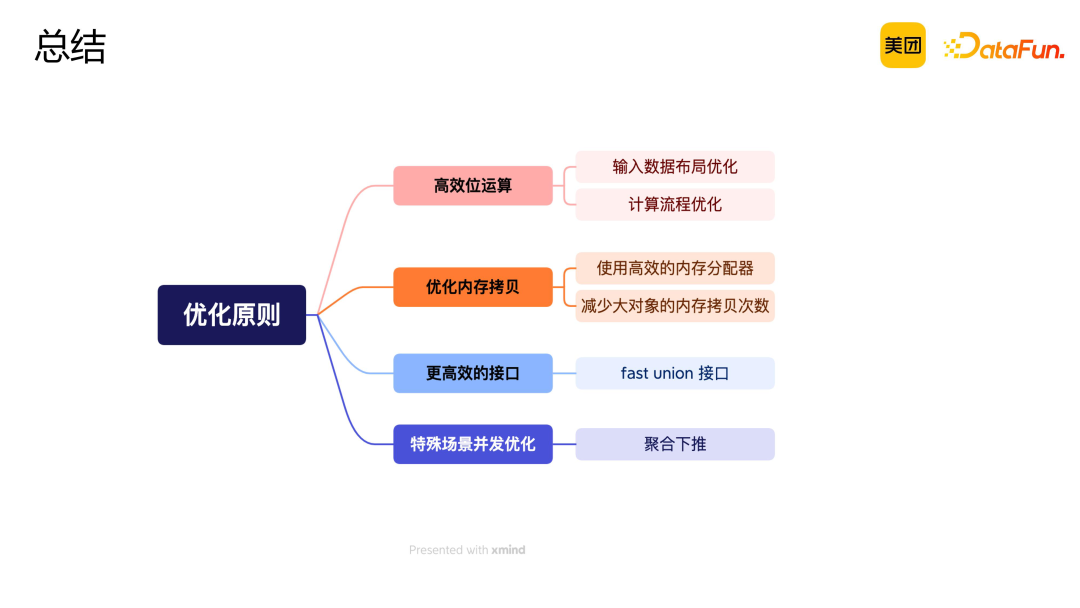 总结
美团
DataFun.
优化原则
高效位运算
输入数据布局优化
计算流程优化
优化内存拷贝
使用高效的内存分配器
减少大对象的内存拷贝次数
更高效的接口
fast union 接口
特殊场景并发优化
聚合下推
Presented with xmind